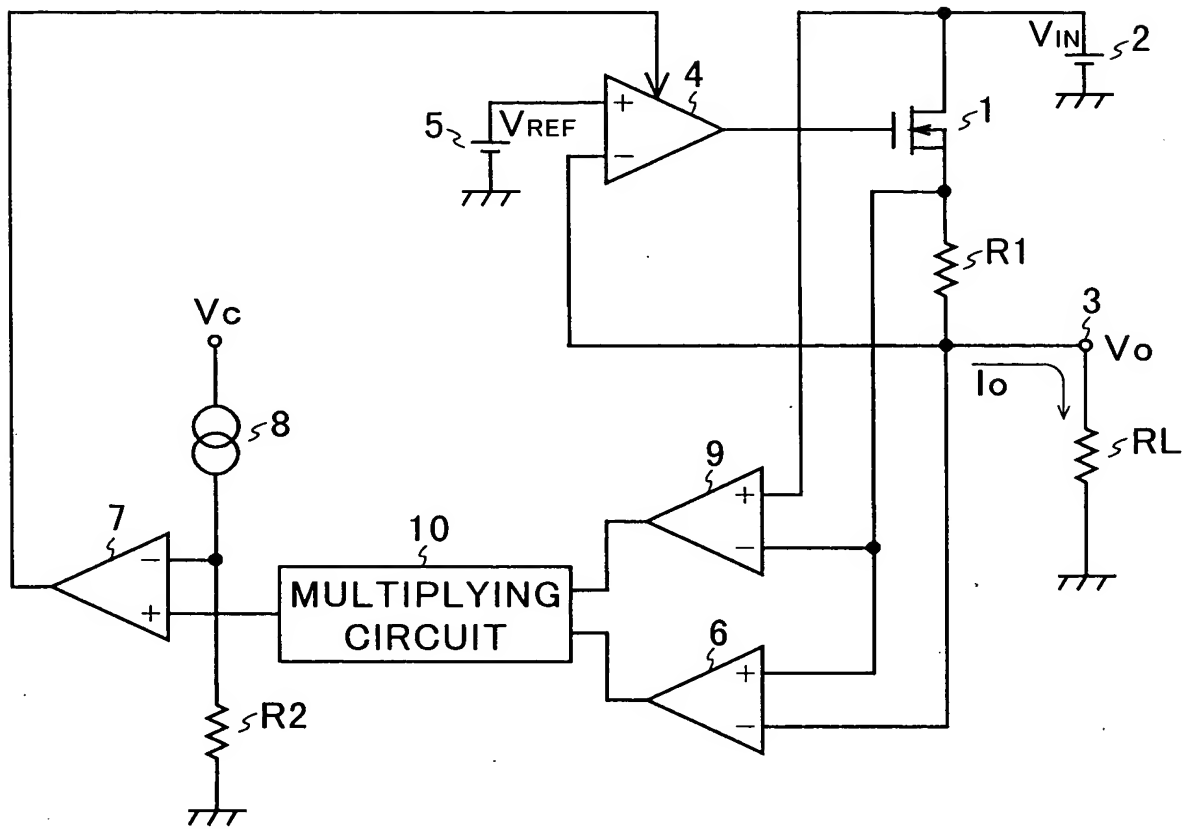 VIN
2
4
5
VREF
1
R1
3
Vo
Io
Vc
8
RL
9
7
10
MULTIPLYING
CIRCUIT
6
R2
+
−
+
−
−
+
+
−